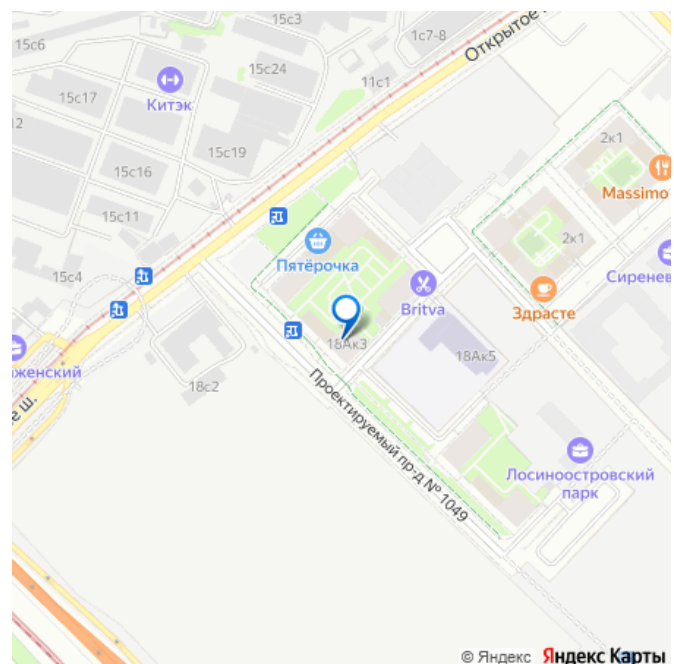 15с3
1с7-8
15с6
Открытое
15с24
11с1
Китэк
15с17
12
15с19
2к1
15с16
Massimo
15с11
2к1
Пятёрочка
15с4
Britva
Здрасте
Сиренев
18Ак3
18Ак5
женский
18с2
е ш.
Проектируемый пр-д № 1049
Лосиноостровский
парк
© Яндекс Яндекс Карты